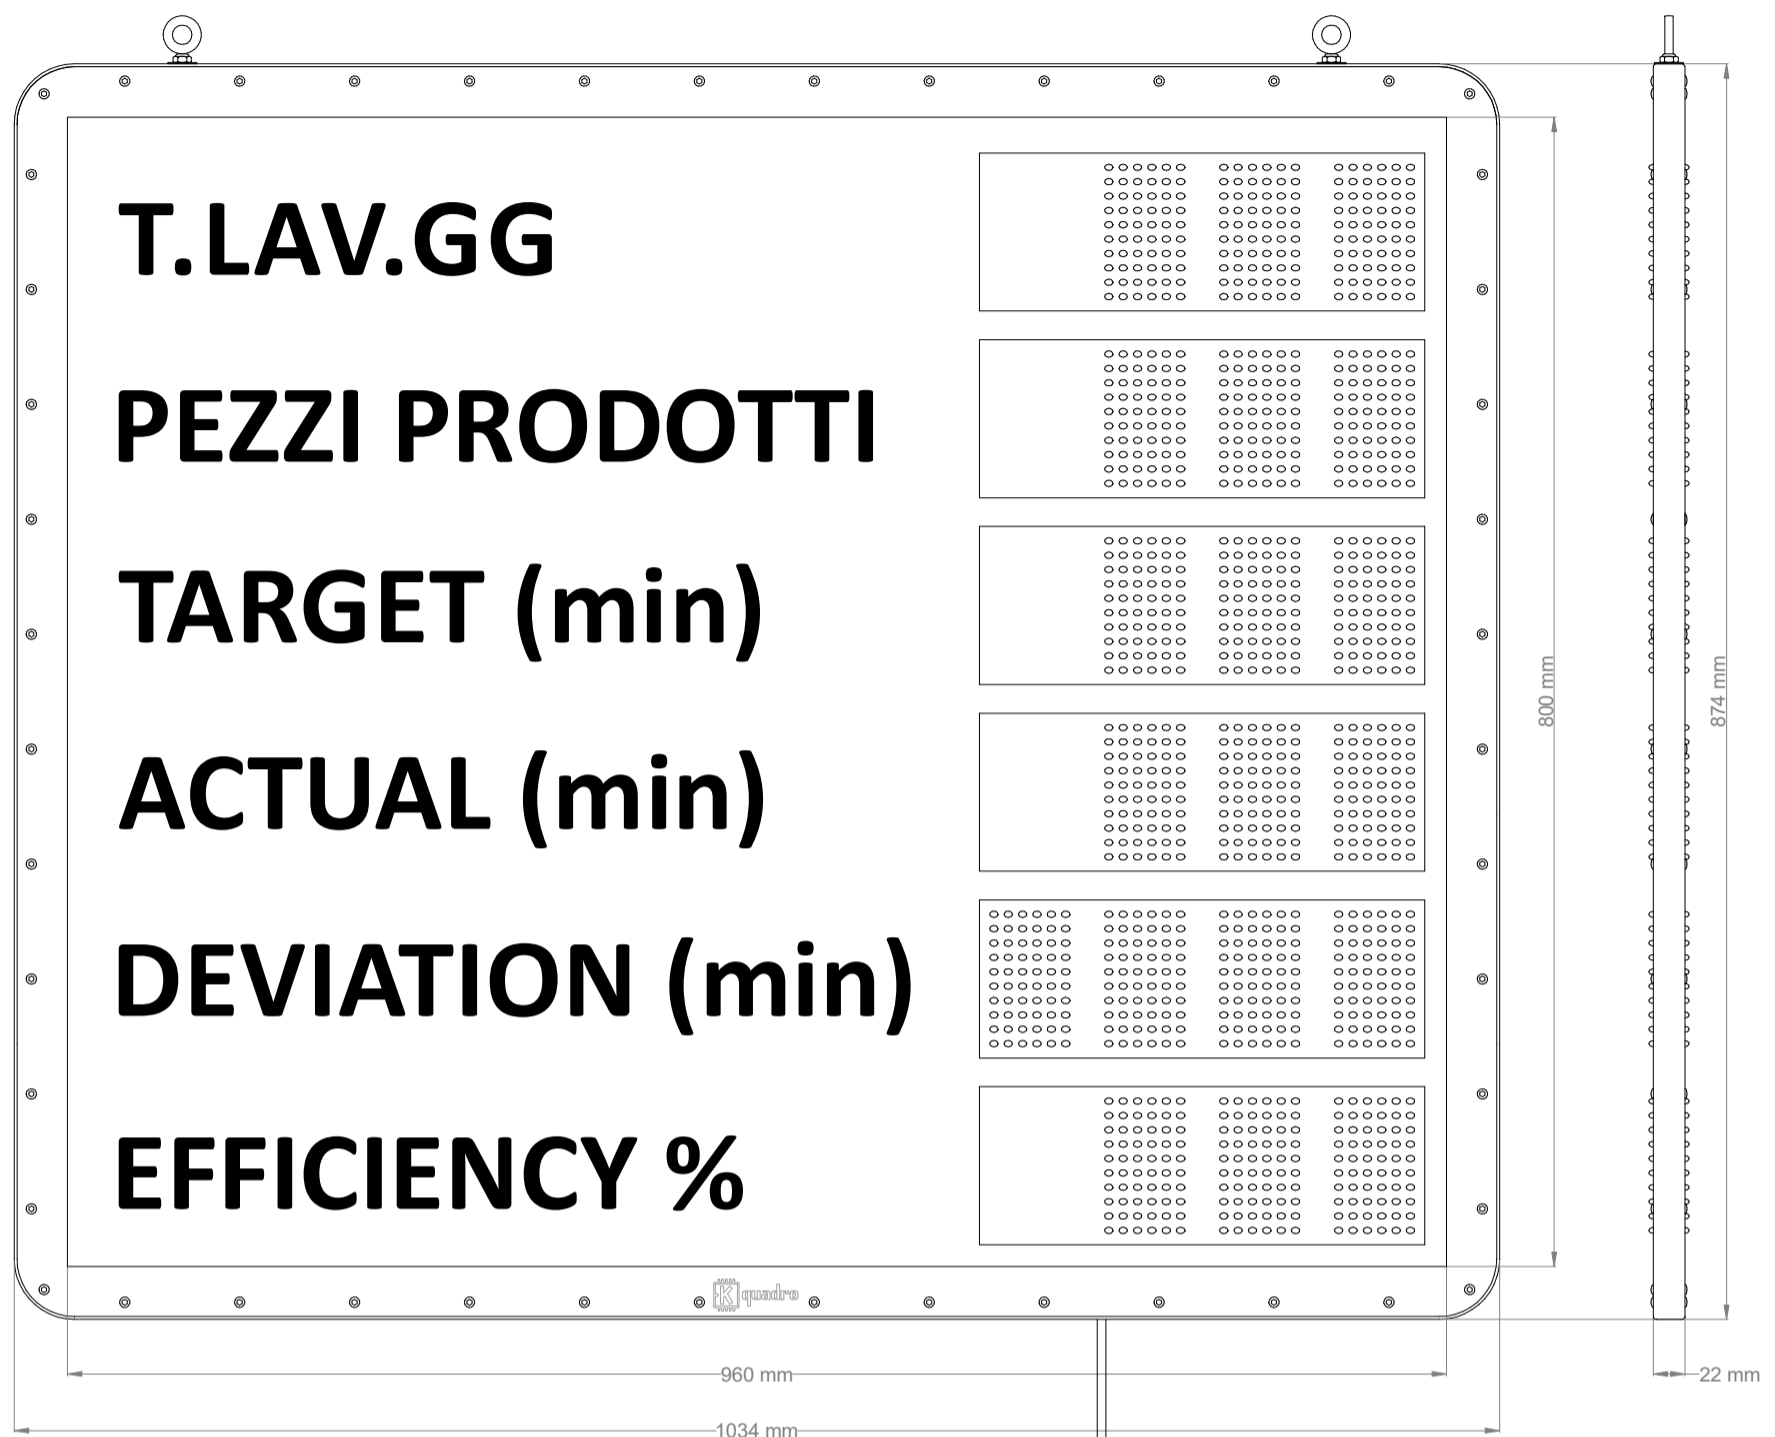 T.LAV.GG
PEZZI PRODOTTI
TARGET (min)
ACTUAL (min)
DEVIATION (min)
EFFICIENCY %
800 mm
874 mm
K quadro
960 mm
22 mm
1034 mm